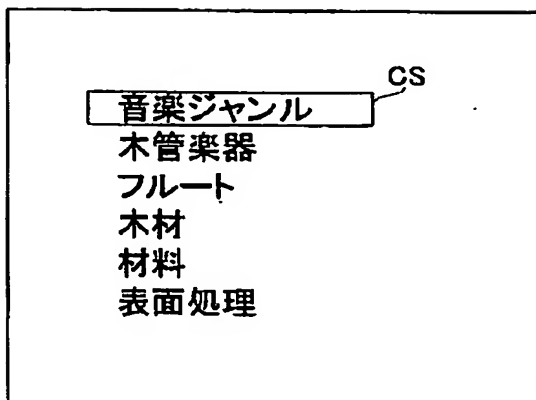 CS
音楽ジャンル
木管楽器
フルート
木材
材料
表面処理